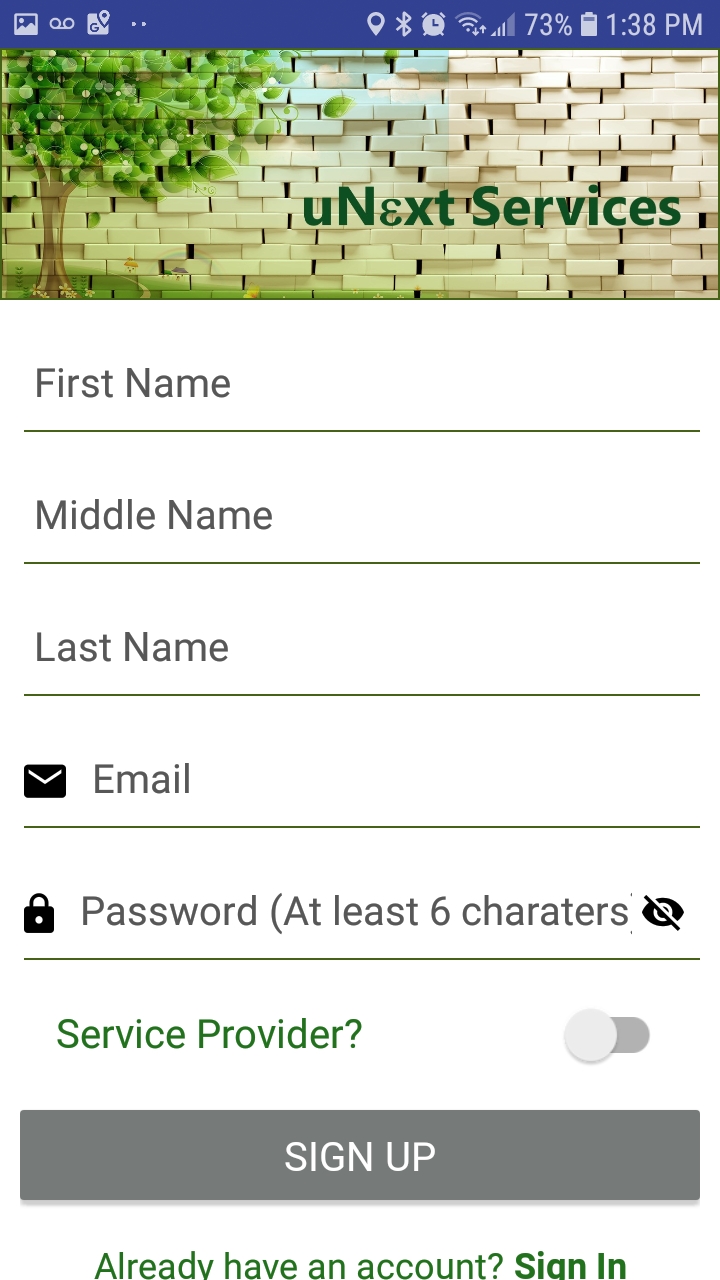 73% 1:38 PM
uNεxt Services
First Name
Middle Name
Last Name
Email
Password (At least 6 charaters)
Service Provider?
SIGN UP
Already have an account? Sign In